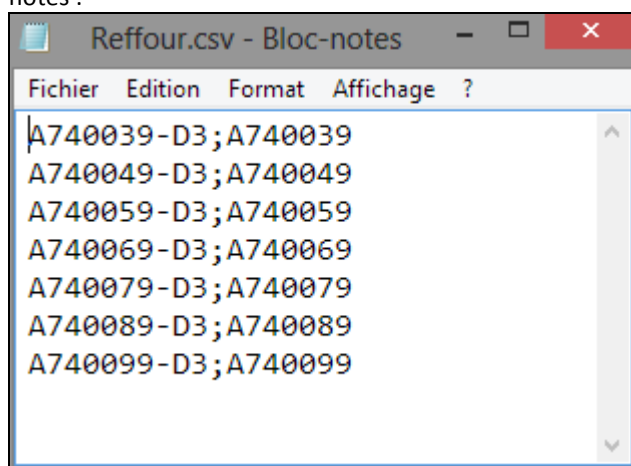 notes :
Reffour.csv - Bloc-notes
Fichier Edition Format Affichage ?
A740039-D3;A740039
A740049-D3;A740049
A740059-D3;A740059
A740069-D3;A740069
A740079-D3;A740079
A740089-D3;A740089
A740099-D3;A740099